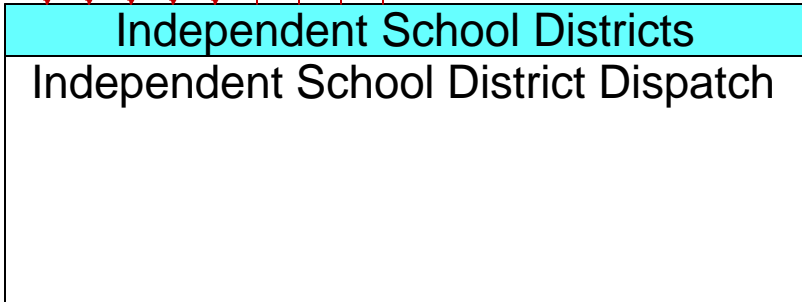 Independent School Districts
Independent School District Dispatch